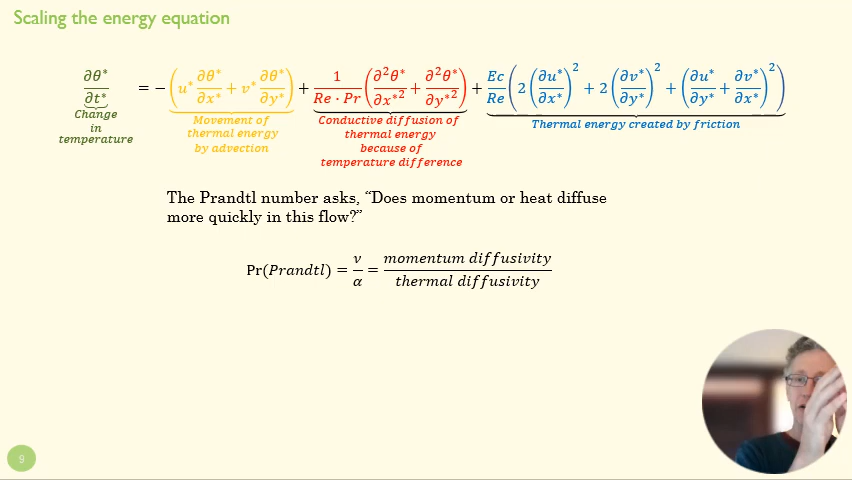 Scaling the energy equation
∂θ*/∂t* = −(u* ∂θ*/∂x* + v* ∂θ*/∂y*) + 1/(Re · Pr) (∂²θ*/∂x*² + ∂²θ*/∂y*²) + Ec/Re (2(∂u*/∂x*)² + 2(∂v*/∂y*)² + (∂u*/∂y* + ∂v*/∂x*)²)
Change
in
temperature
Movement of
thermal energy
by advection
Conductive diffusion of
thermal energy
because of
temperature difference
Thermal energy created by friction
The Prandtl number asks, “Does momentum or heat diffuse
more quickly in this flow?”
Pr(Prandtl) = ν/α = momentum diffusivity/thermal diffusivity
9